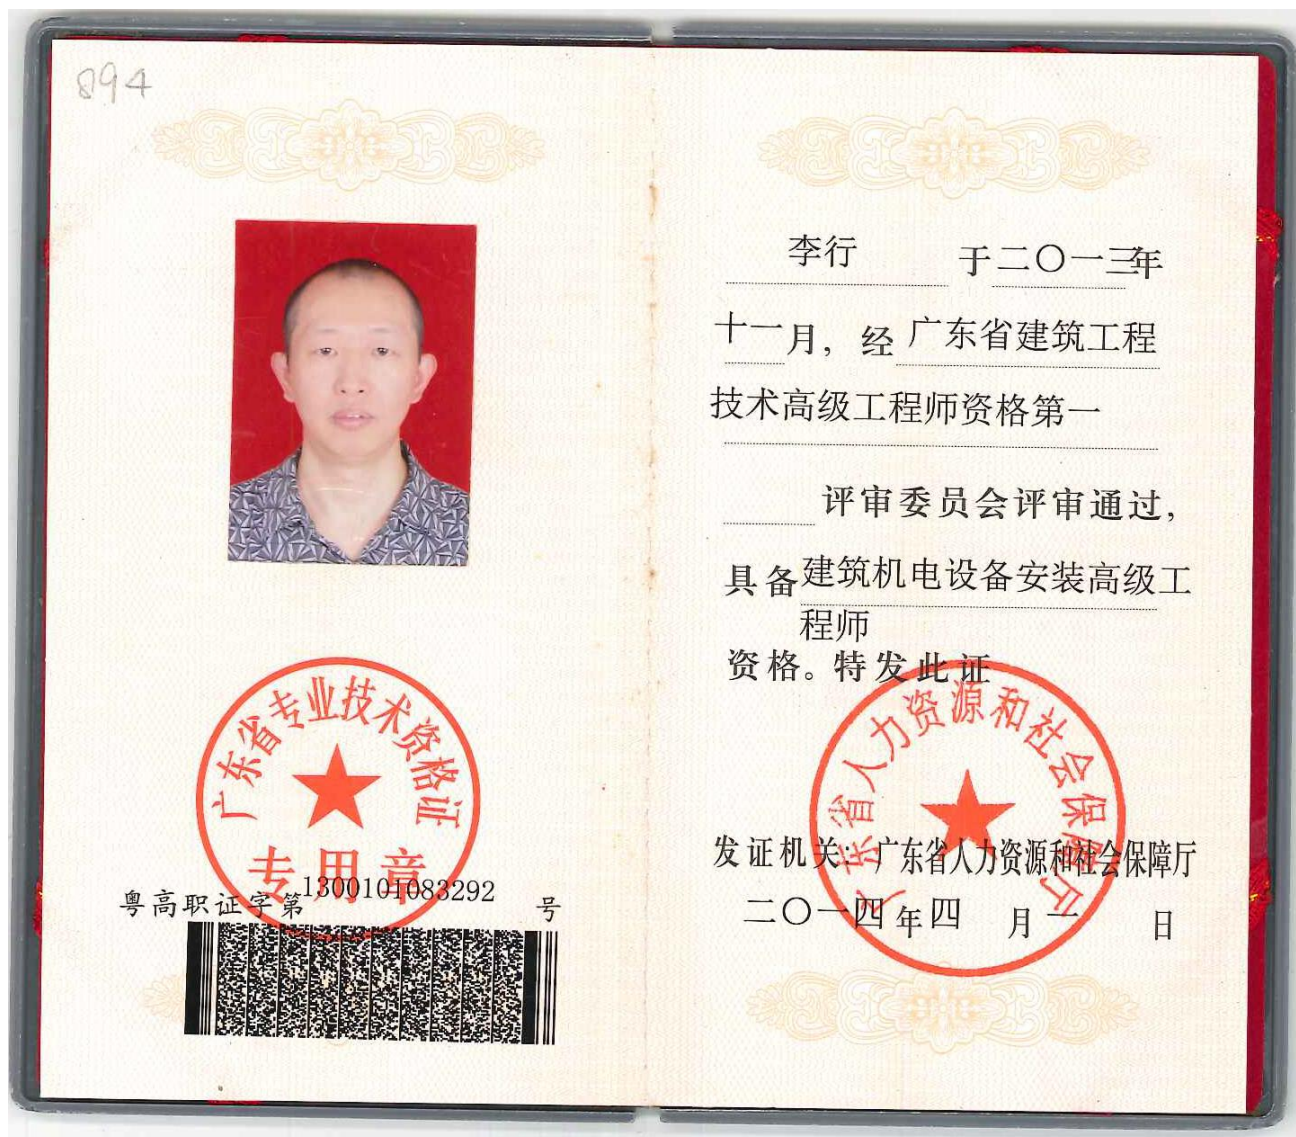 894
广东省专业技术资格证
专用章
粤高职证字第1300101083292号
李行 于二〇一三年
十一月，经广东省建筑工程
技术高级工程师资格第一
评审委员会评审通过，
具备建筑机电设备安装高级工
程师
资格。特发此证
广东省人力资源和社会保障厅
发证机关：广东省人力资源和社会保障厅
二〇一四年四月一日